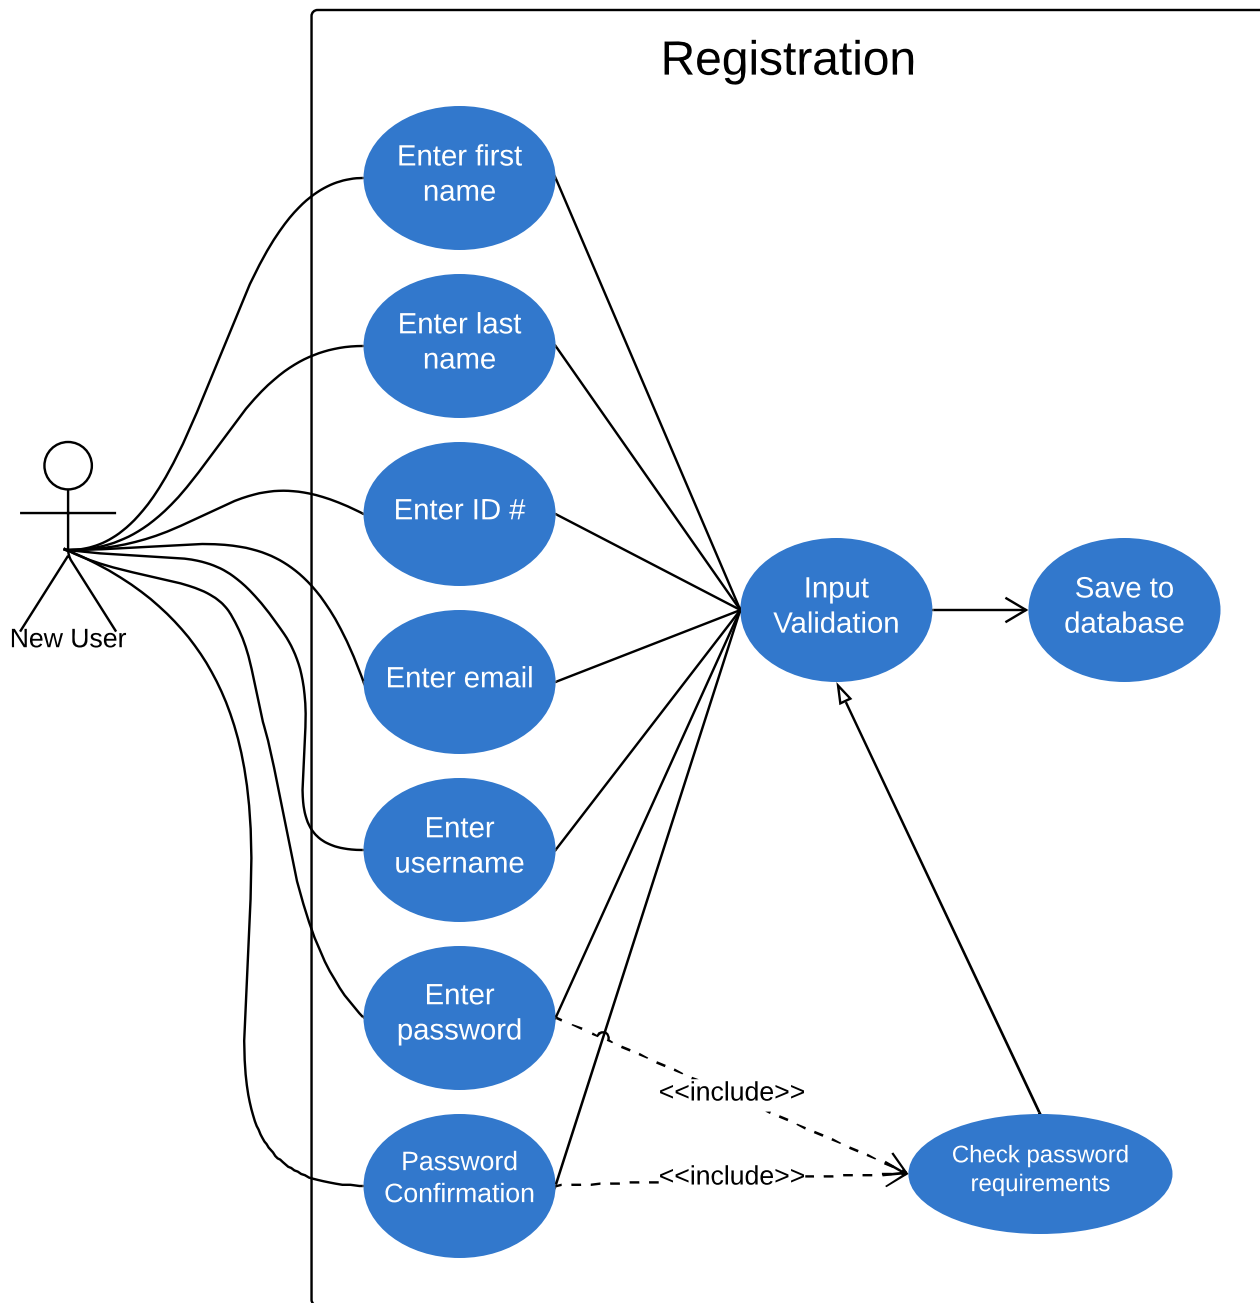 Registration
Enter first
name
Enter last
name
Enter ID #
Enter email
Enter
username
Enter
password
Password
Confirmation
New User
Input
Validation
Save to
database
<<include>>
<<include>>
Check password
requirements